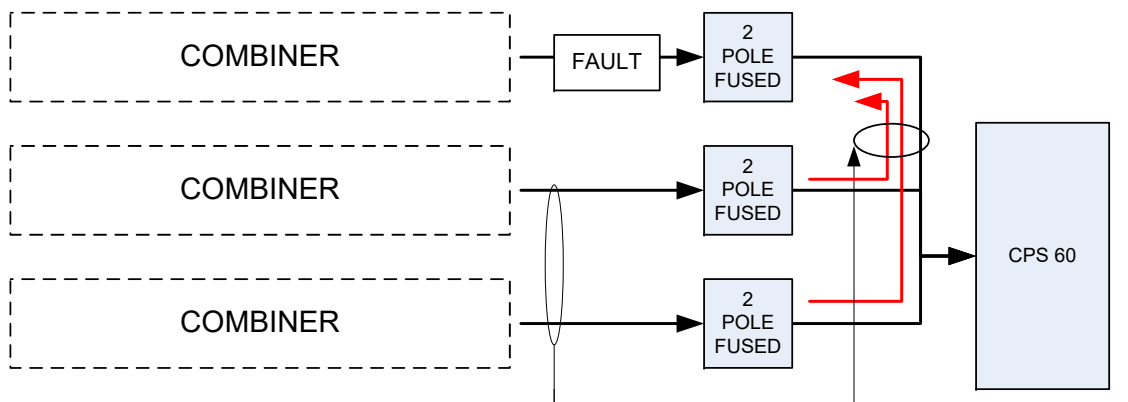 COMBINER
FAULT
2
POLE
FUSED
COMBINER
2
POLE
FUSED
CPS 60
COMBINER
2
POLE
FUSED